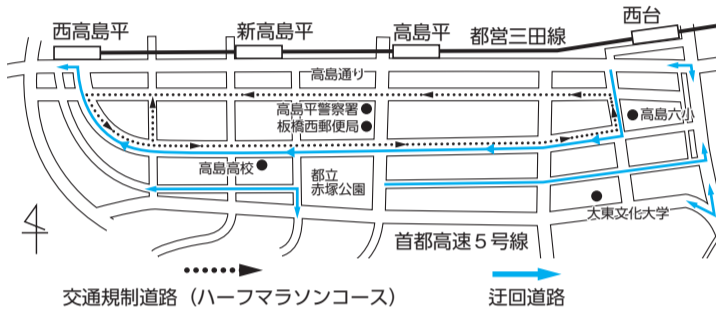 西高島平
新高島平
高島平
都営三田線
西台
高島通り
高島平警察署
板橋西郵便局
高島六小
高島高校
都立
赤塚公園
大東文化大学
首都高速5号線
交通規制道路(ハーフマラソンコース)
迂回道路